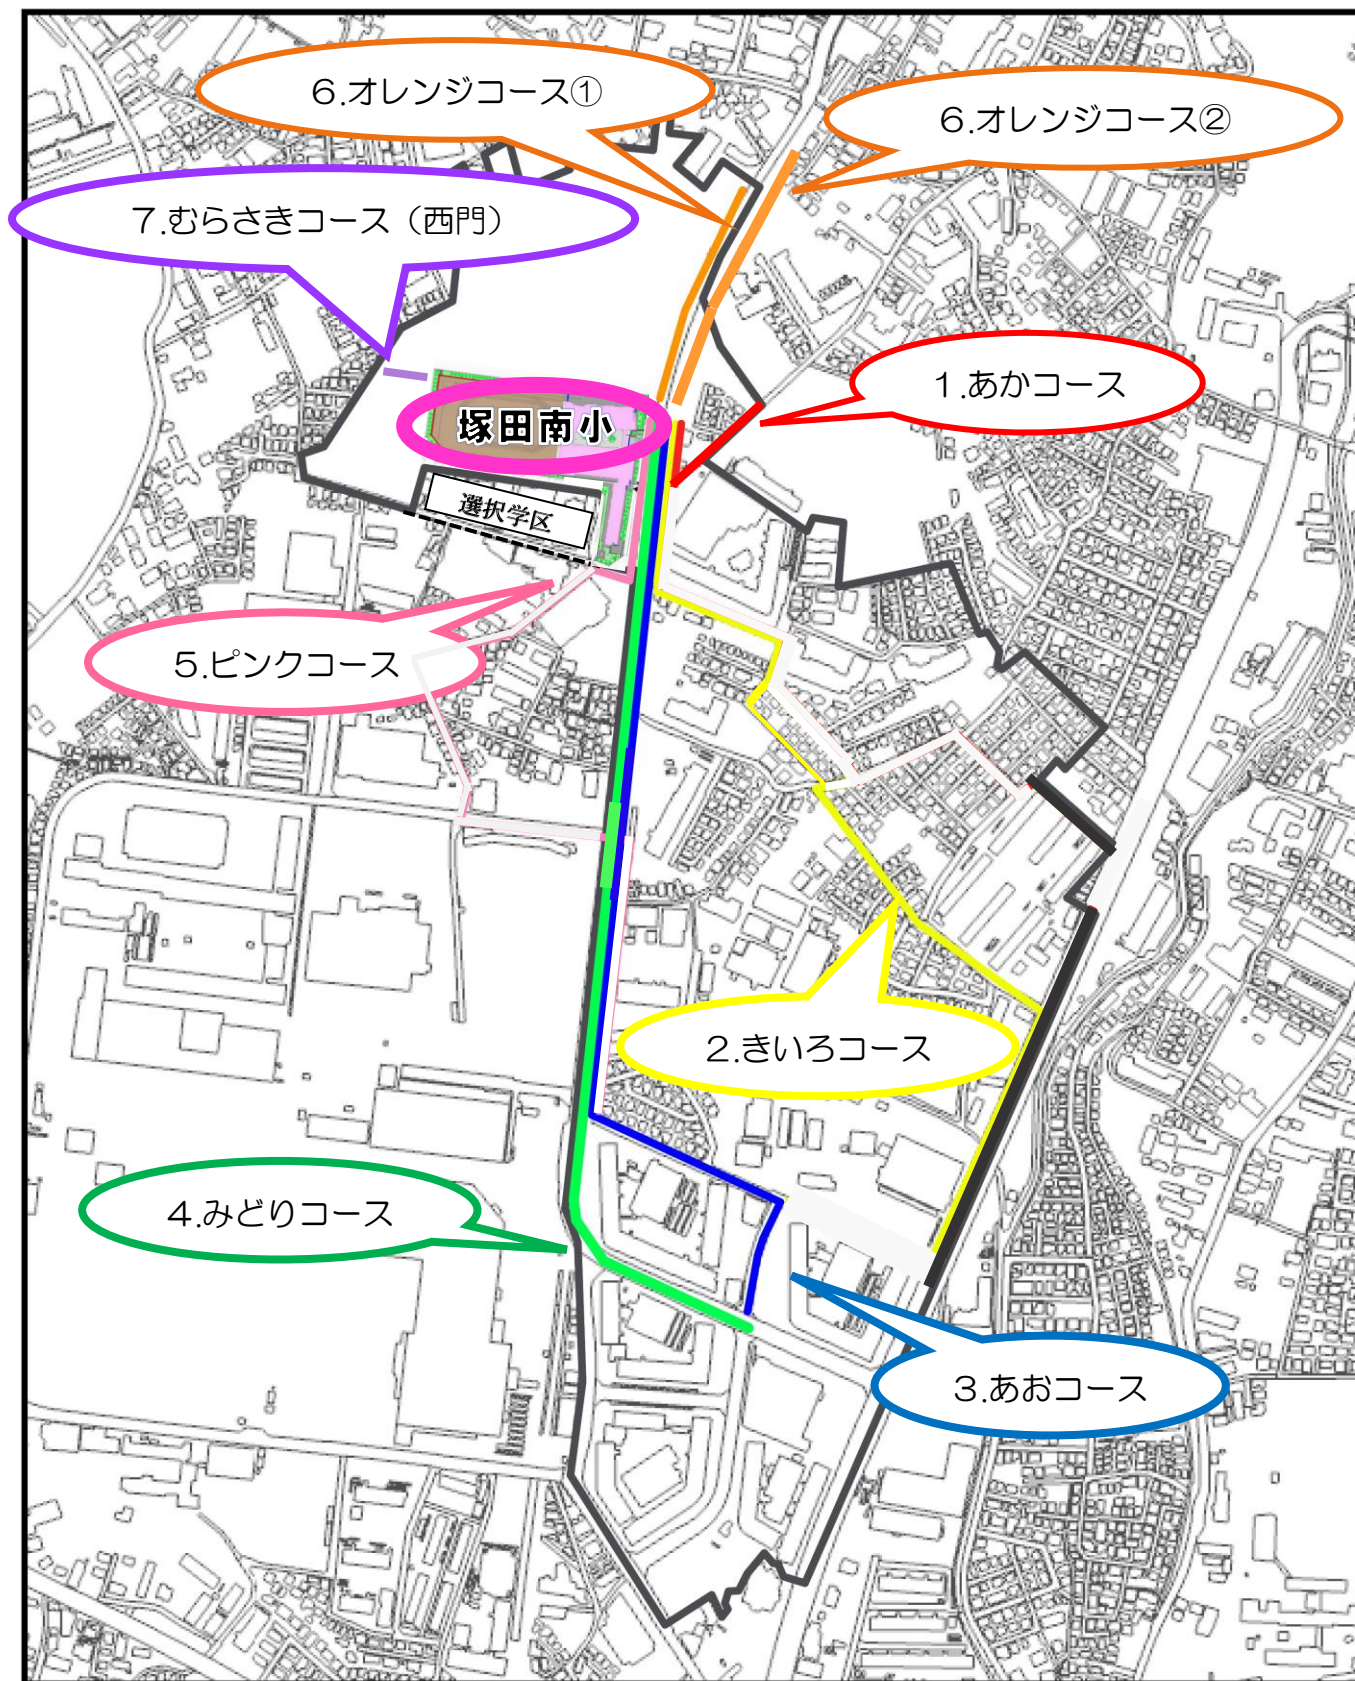 6.オレンジコース①
6.オレンジコース②
7.むらさきコース（西門）
1.あかコース
塚田南小
選択学区
5.ピンクコース
2.きいろコース
4.みどりコース
3.あおコース